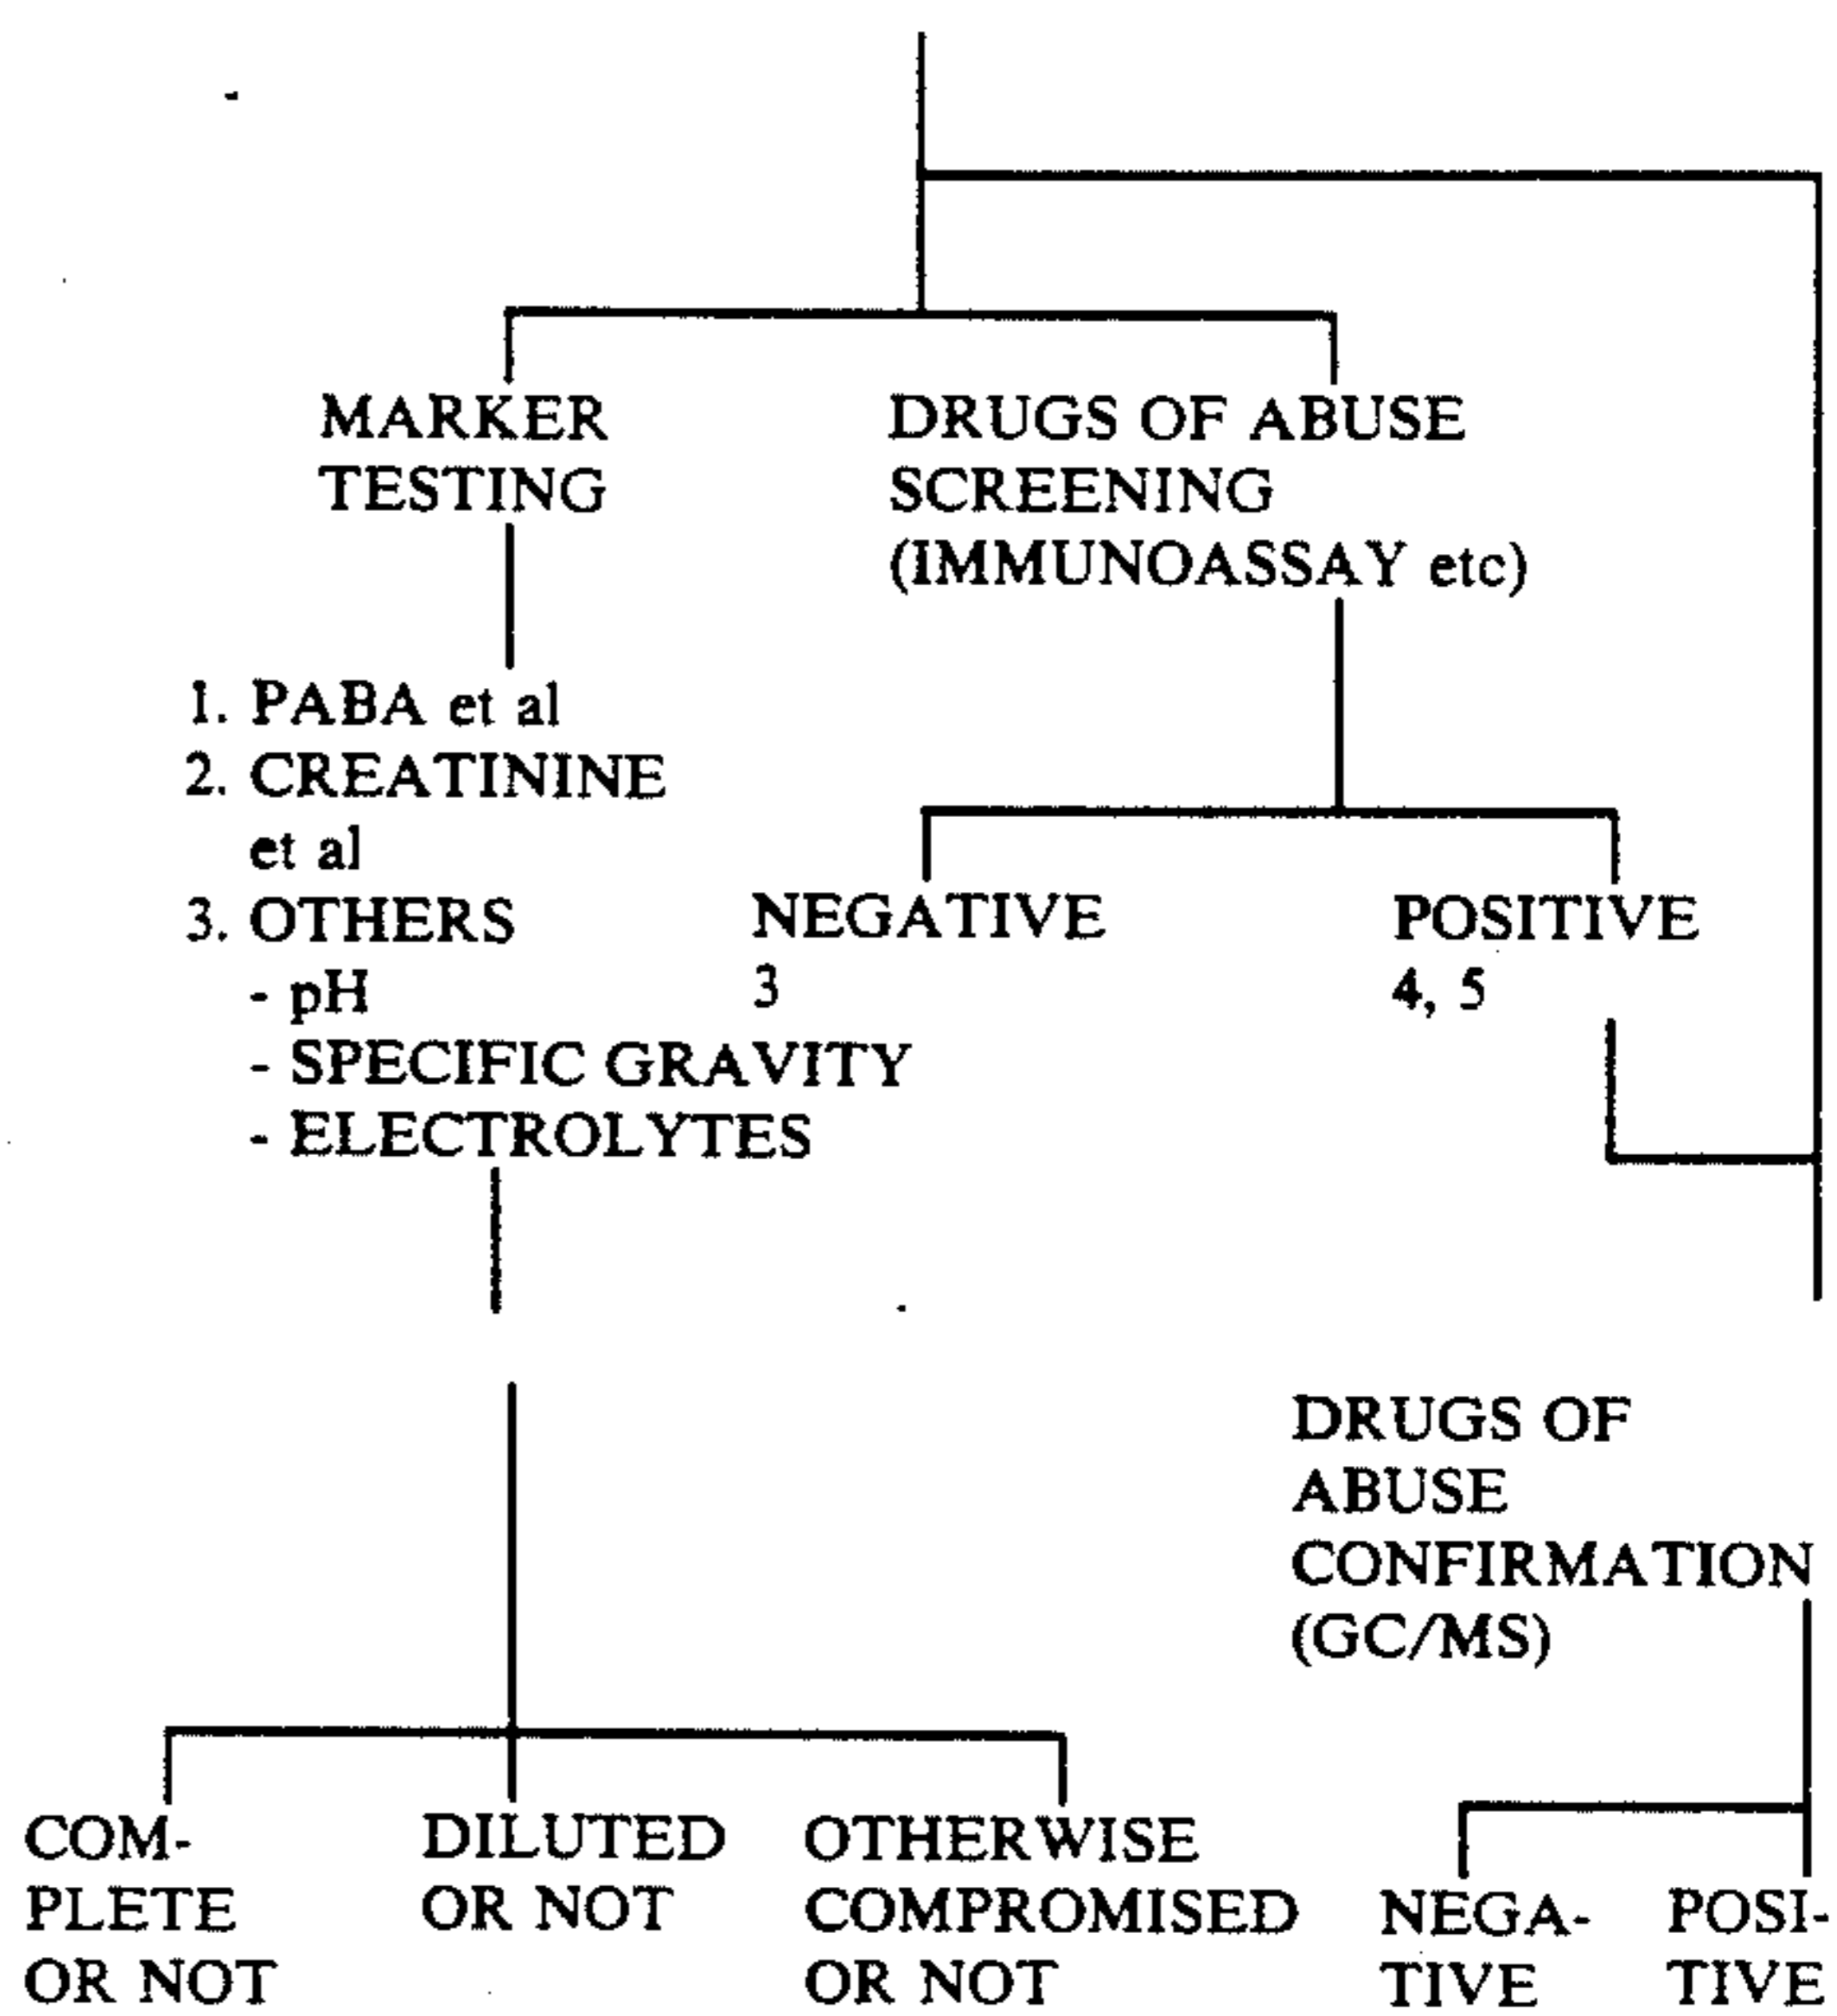 MARKER
TESTING
DRUGS OF ABUSE
SCREENING
(IMMUNOASSAY etc)
1. PABA et al
2. CREATININE
et al
3. OTHERS
- pH
- SPECIFIC GRAVITY
- ELECTROLYTES
NEGATIVE
3
POSITIVE
4, 5
DRUGS OF
ABUSE
CONFIRMATION
(GC/MS)
COM-
PLETE
OR NOT
DILUTED
OR NOT
OTHERWISE
COMPROMISED
OR NOT
NEGA-
TIVE
POSI-
TIVE